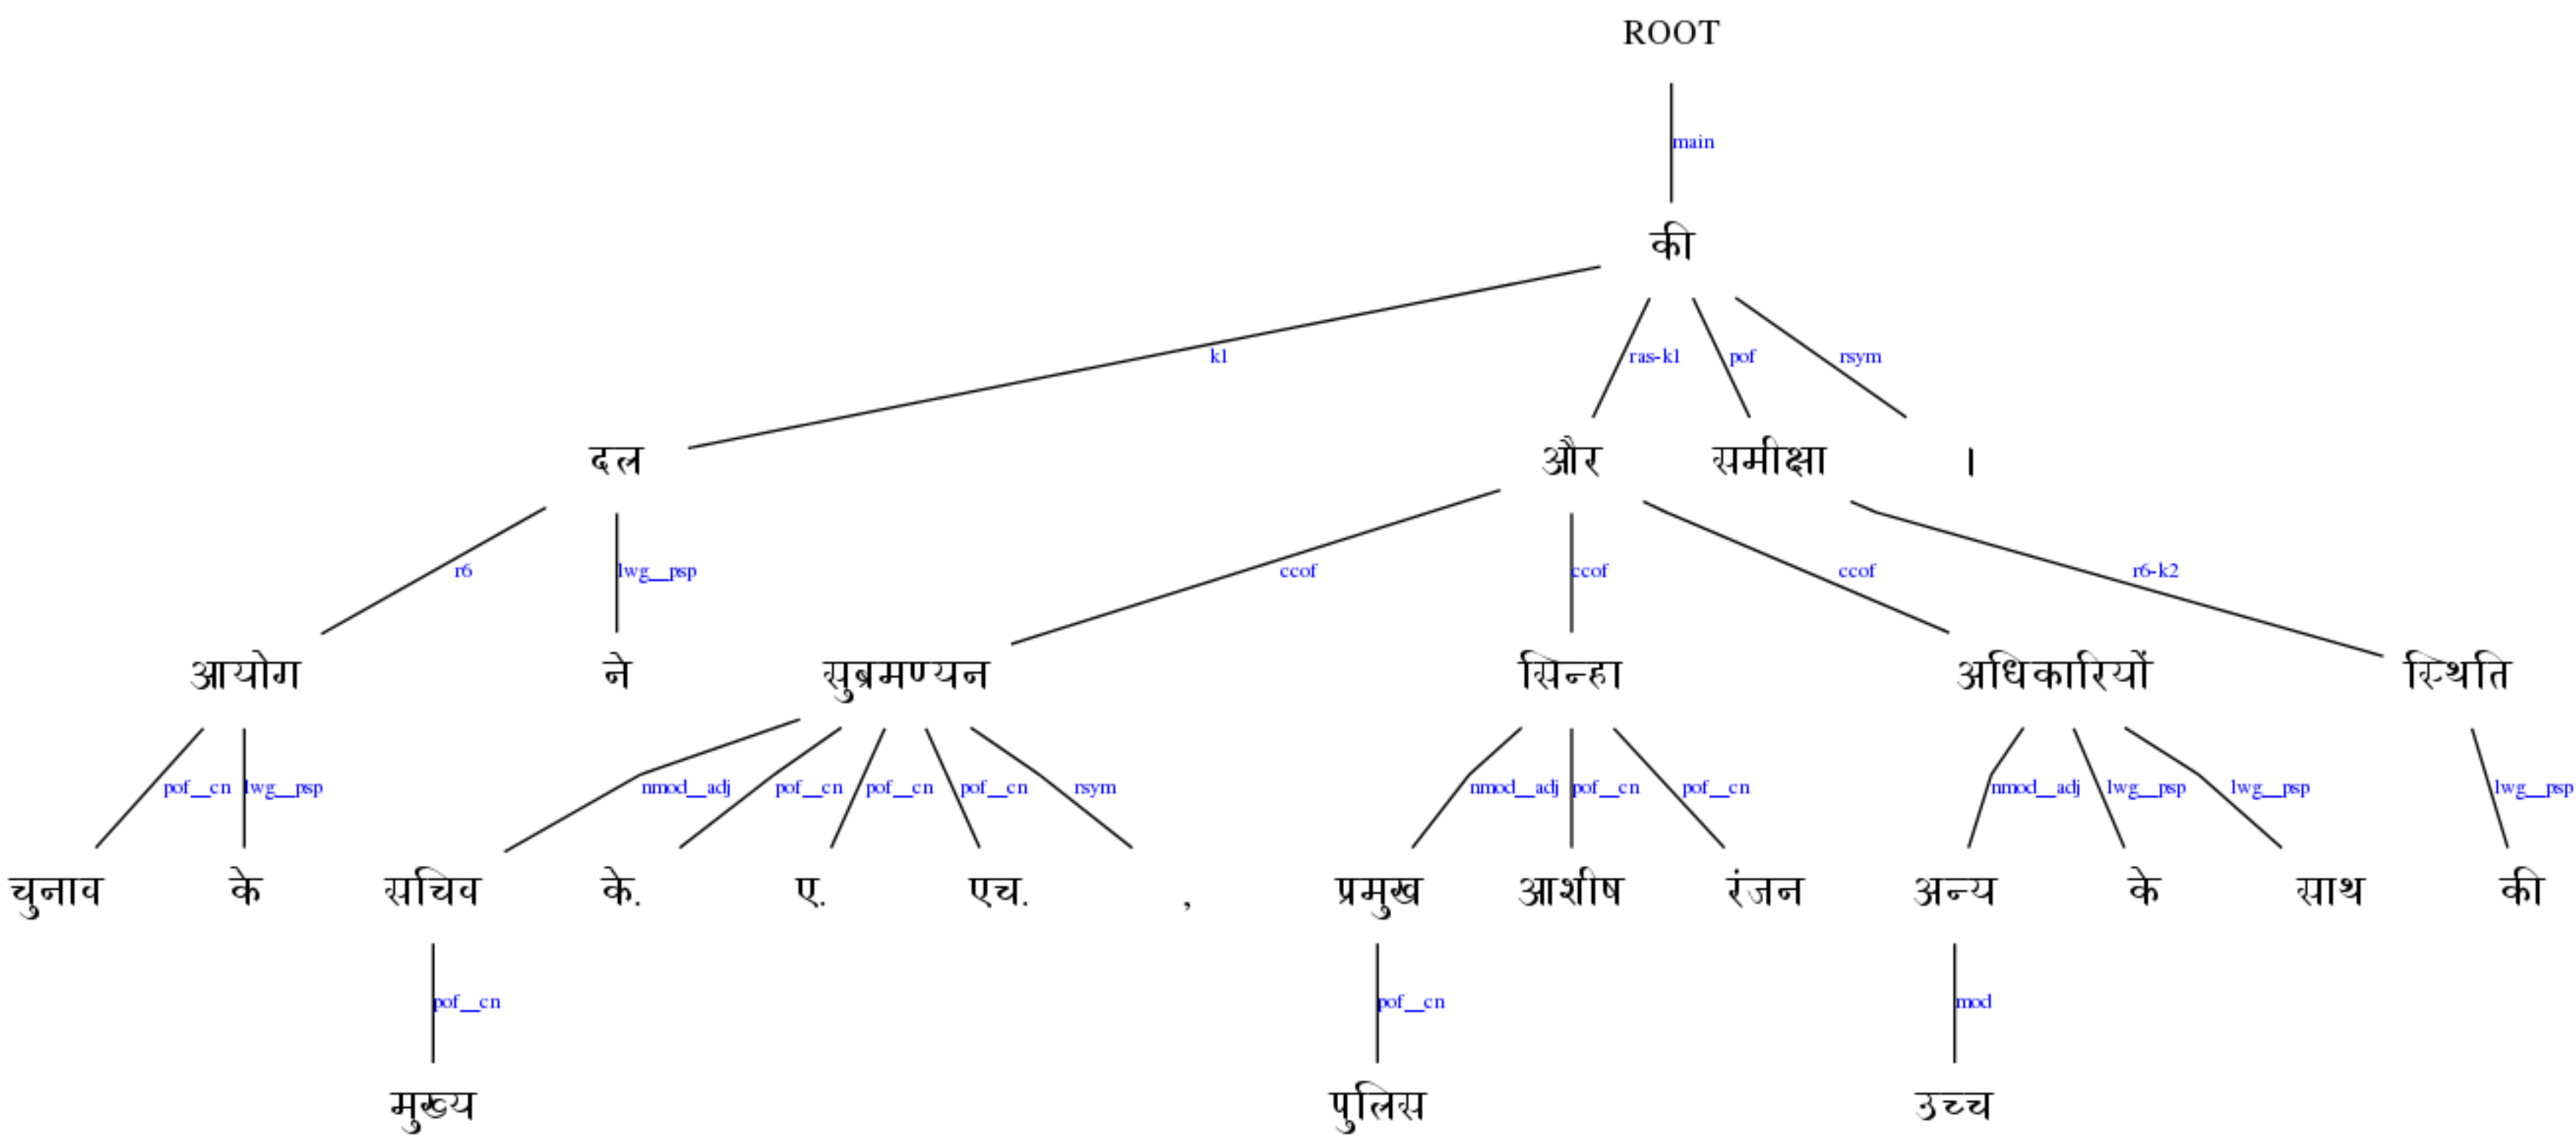 ROOT
main
की
k1 ras-k1 pof rsym
दल और समीक्षा ।
r6 lwg__psp ccof ccof ccof r6-k2
आयोग ने सुब्रमण्यन सिन्हा अधिकारियों स्थिति
pof__cn lwg__psp nmod__adj pof__cn pof__cn pof__cn rsym nmod__adj pof__cn pof__cn nmod__adj lwg__psp lwg__psp lwg__psp
चुनाव के सचिव के. ए. एच. , प्रमुख आशीष रंजन अन्य के साथ की
pof__cn pof__cn mod
मुख्य पुलिस उच्च